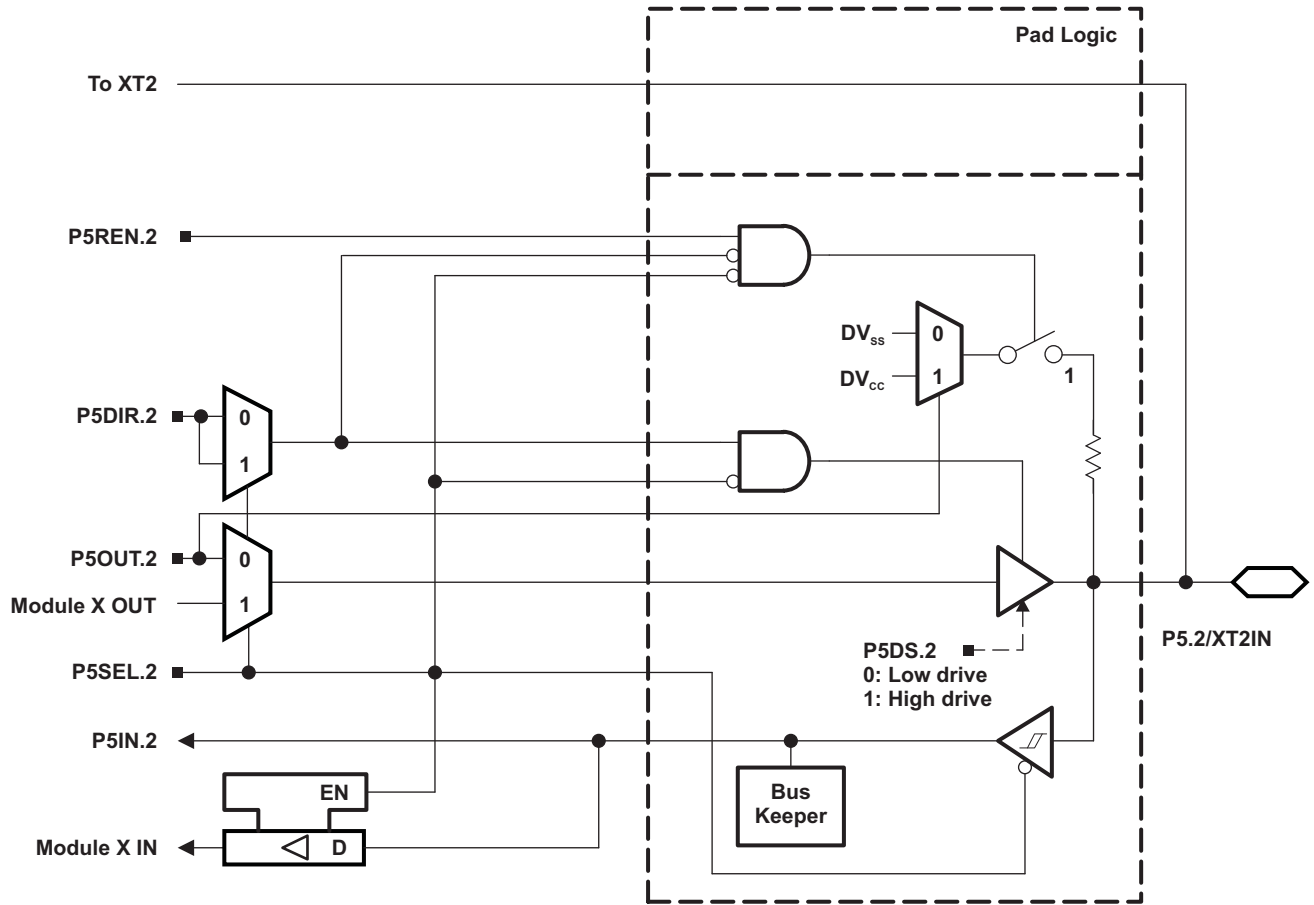 Pad Logic
To XT2
P5REN.2
DVss
0
DVcc
1
1
P5DIR.2
0
1
P5OUT.2
0
Module X OUT
1
P5SEL.2
P5DS.2
0: Low drive
1: High drive
P5.2/XT2IN
P5IN.2
EN
Bus
Keeper
Module X IN
D